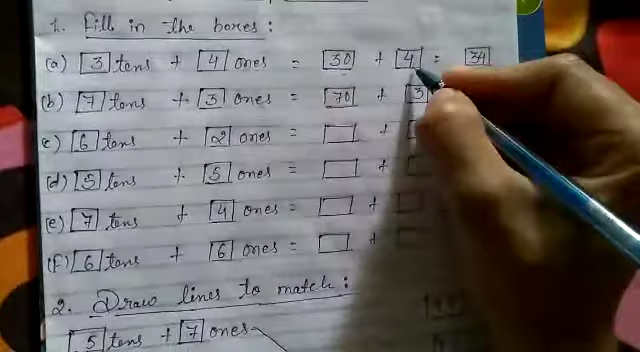 1. Fill in the boxes:
(a) 3 tens + 4 ones = 30 + 4 = 34
(b) 7 tens + 3 ones = 70 + 3
(c) 6 tens + 2 ones = +
(d) 5 tens + 5 ones = +
(e) 7 tens + 4 ones = +
(f) 6 tens + 6 ones = +
2. Draw lines to match:
5 tens + 7 ones